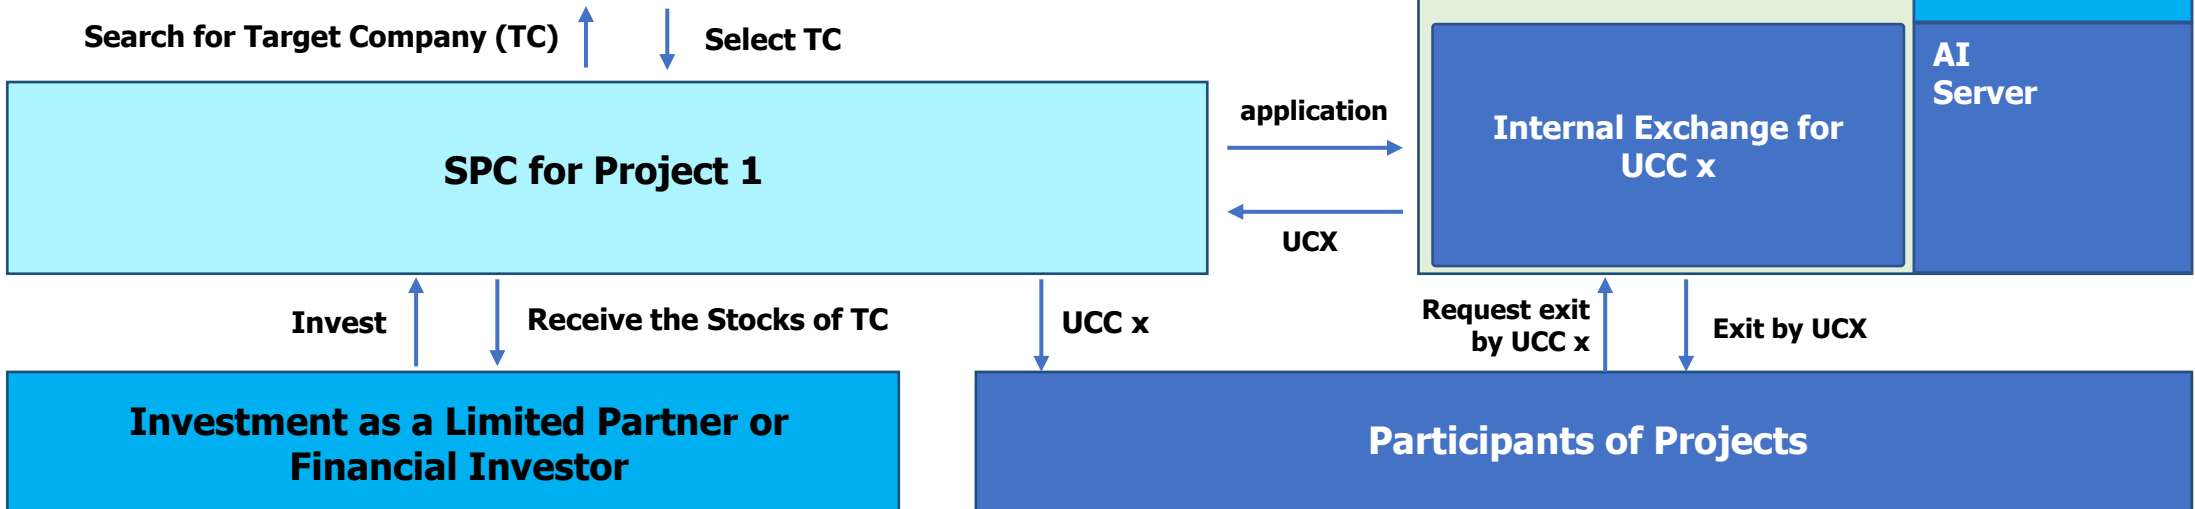 Search for Target Company (TC)
Select TC
AI
Server
SPC for Project 1
application
Internal Exchange for
UCC x
UCX
Invest
Receive the Stocks of TC
UCC x
Request exit
by UCC x
Exit by UCX
Investment as a Limited Partner or
Financial Investor
Participants of Projects